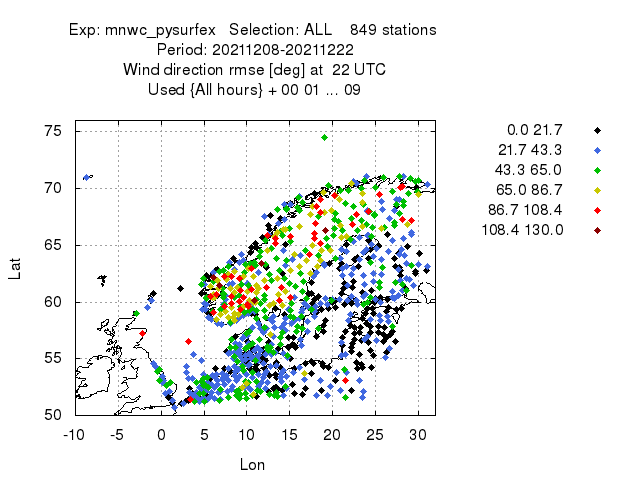 Exp: mnwc_pysurfex   Selection: ALL    849 stations
Period: 20211208-20211222
Wind direction rmse [deg] at  22 UTC
Used {All hours} + 00 01 ... 09
75
70
65
60
55
50
Lat
-10 -5 0 5 10 15 20 25 30
Lon
0.0 21.7
21.7 43.3
43.3 65.0
65.0 86.7
86.7 108.4
108.4 130.0